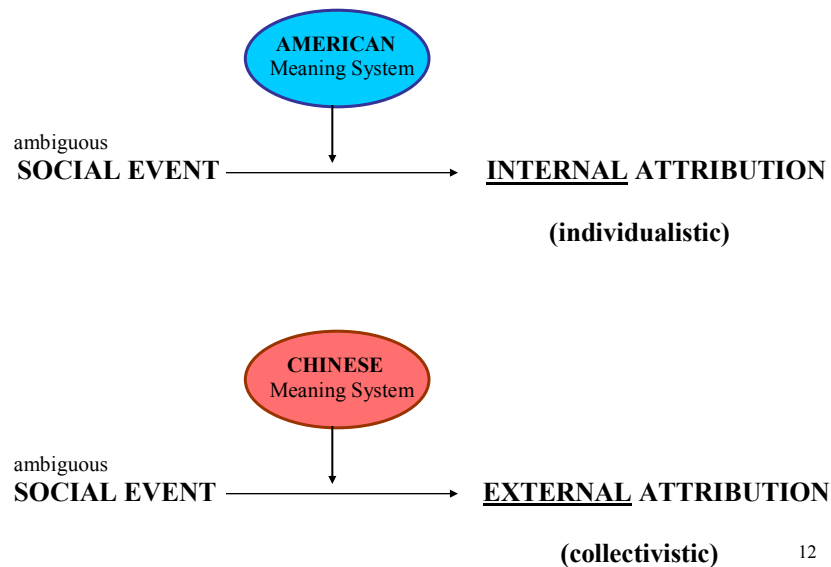 AMERICAN
Meaning System
ambiguous
SOCIAL EVENT
INTERNAL ATTRIBUTION
(individualistic)
CHINESE
Meaning System
ambiguous
SOCIAL EVENT
EXTERNAL ATTRIBUTION
(collectivistic)
12